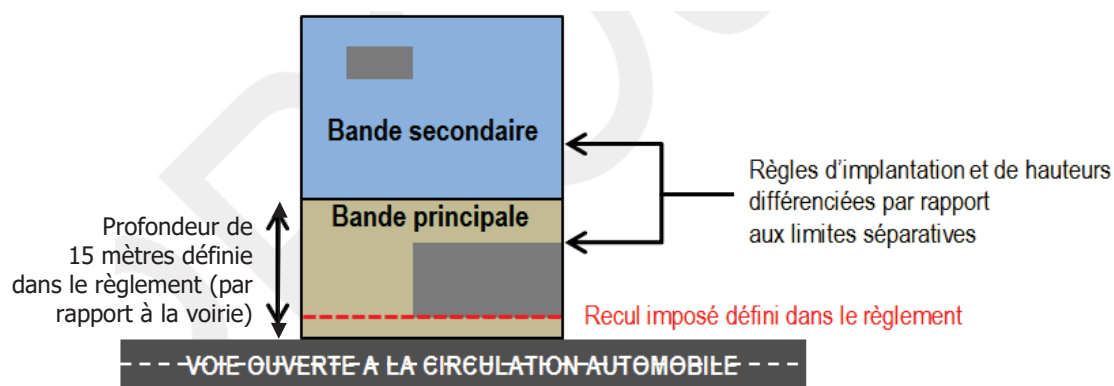 Bande secondaire
Règles d'implantation et de hauteurs
différenciées par rapport
aux limites séparatives
Bande principale
Profondeur de
15 mètres définie
dans le règlement (par
rapport à la voirie)
Recul imposé défini dans le règlement
VOIE OUVERTE A LA CIRCULATION AUTOMOBILE